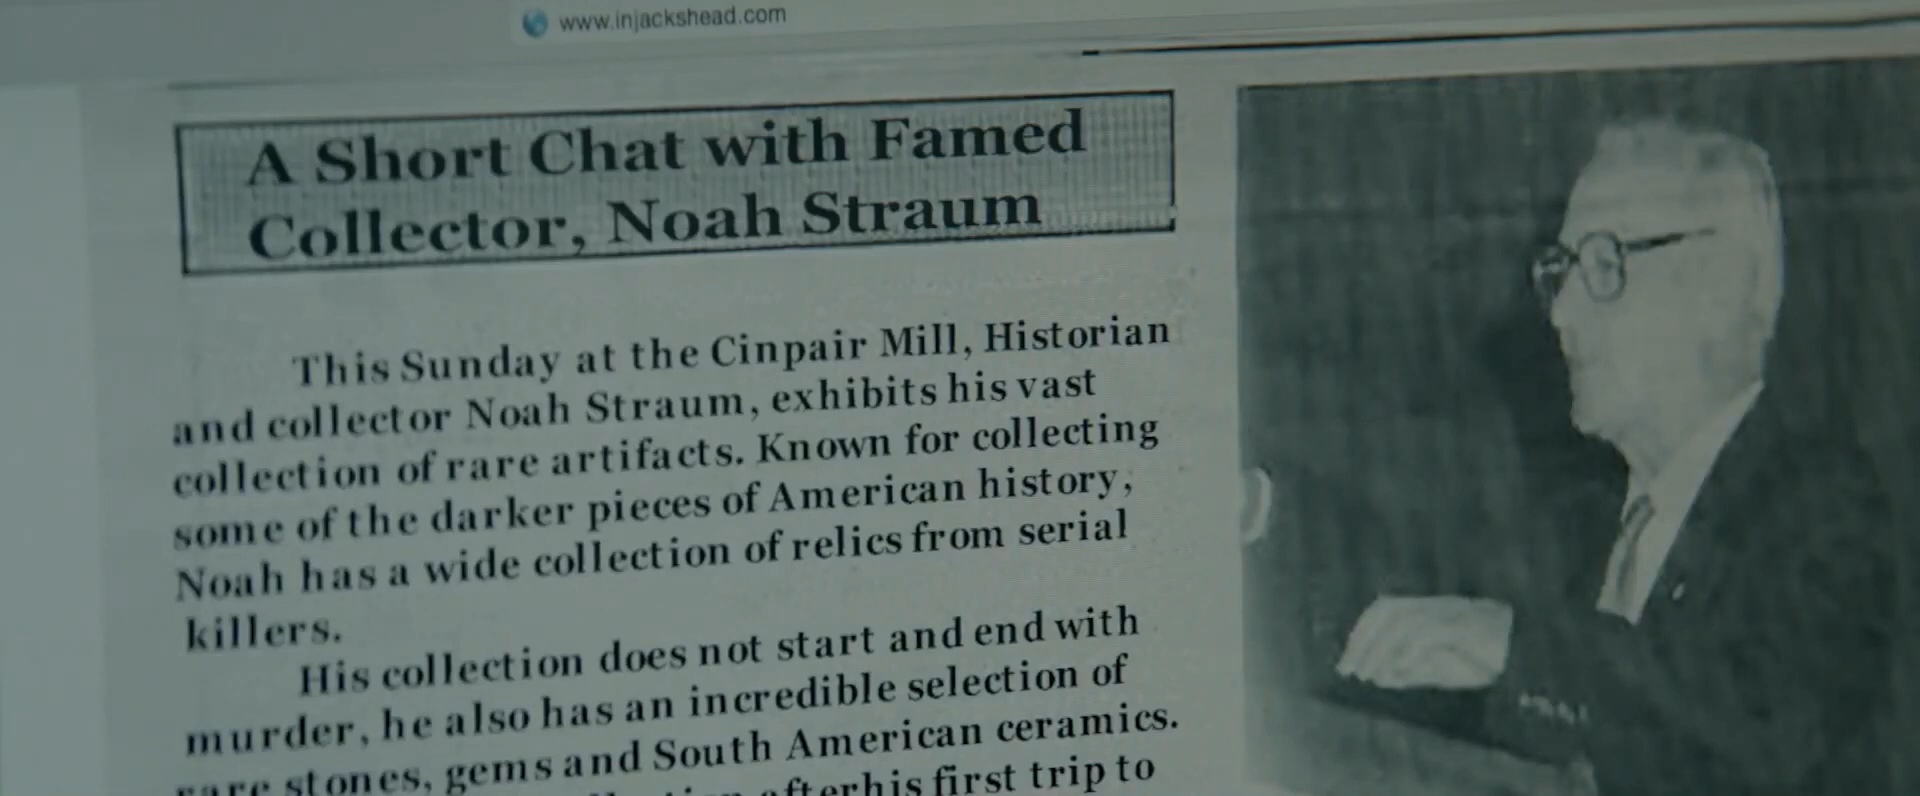 www.injackshead.com
A Short Chat with Famed
Collector, Noah Straum
This Sunday at the Cinpair Mill, Historian
and collector Noah Straum, exhibits his vast
collection of rare artifacts. Known for collecting
some of the darker pieces of American history,
Noah has a wide collection of relics from serial
killers.
His collection does not start and end with
murder, he also has an incredible selection of
rare stones, gems and South American ceramics.
after his first trip to